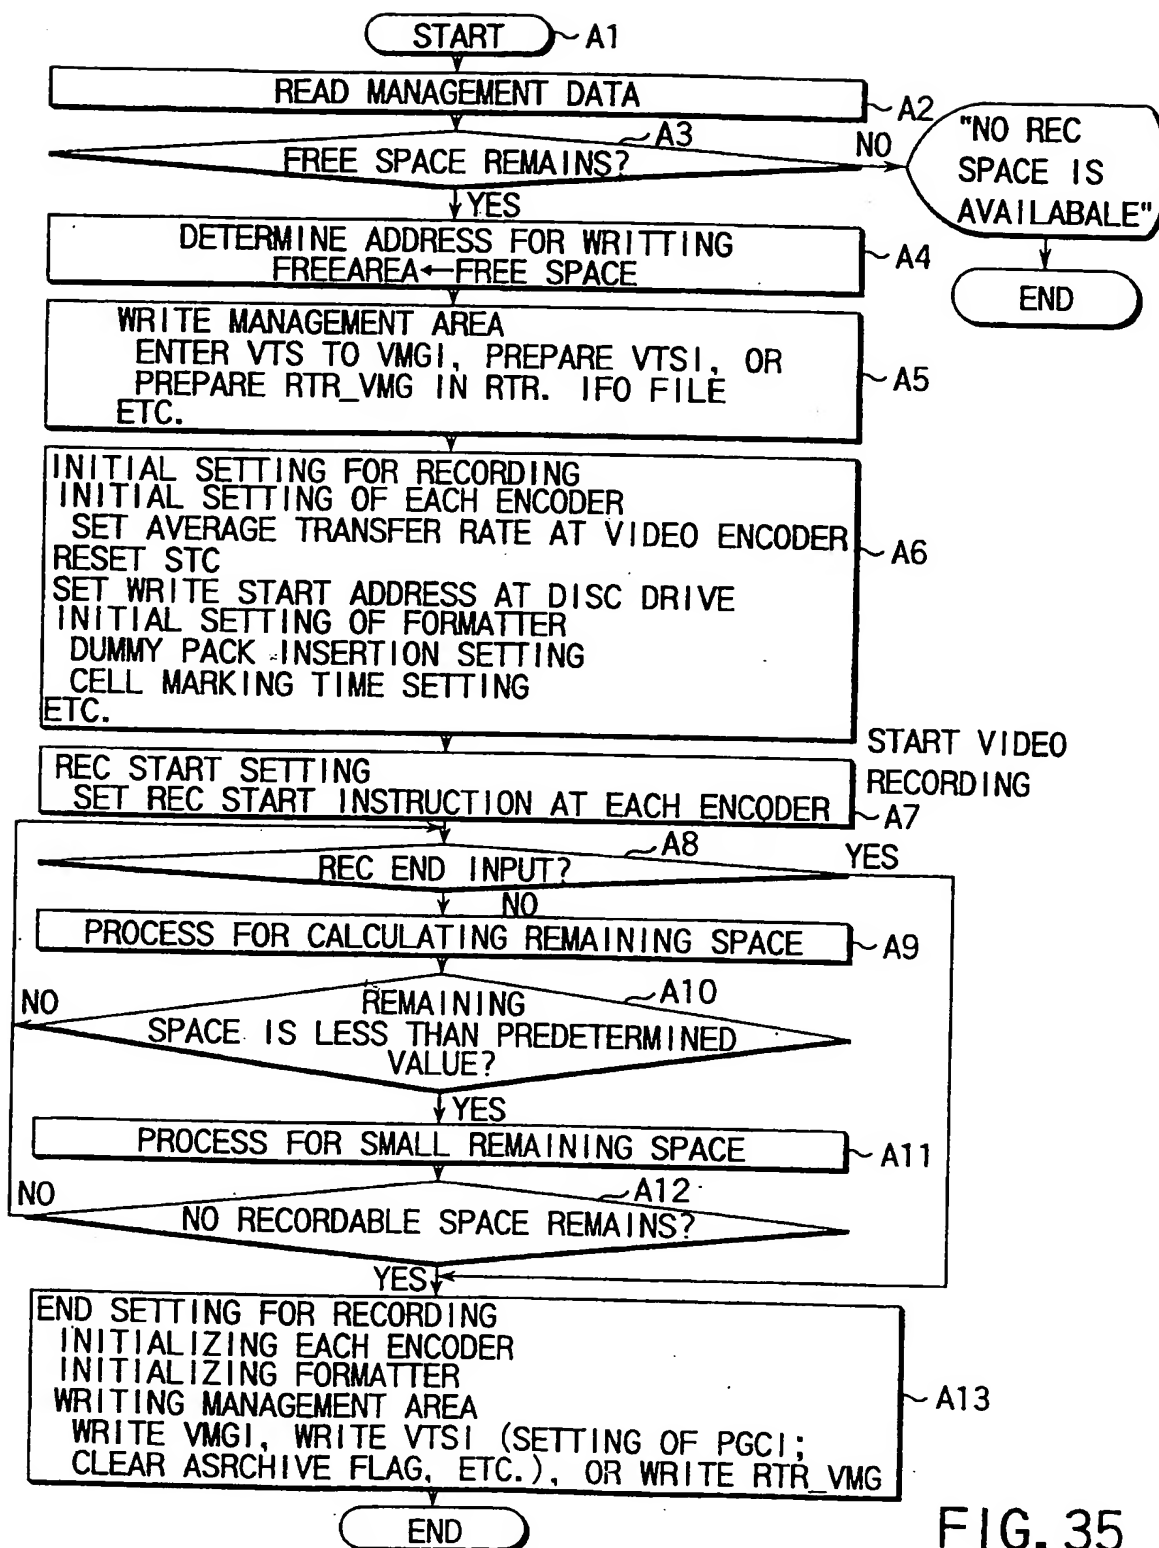 START
A1
READ MANAGEMENT DATA
A2
A3
FREE SPACE REMAINS?
NO
"NO REC
SPACE IS
AVAILABALE"
END
YES
DETERMINE ADDRESS FOR WRITTING
FREEAREA←FREE SPACE
A4
WRITE MANAGEMENT AREA
ENTER VTS TO VMGI, PREPARE VTSI, OR
PREPARE RTR_VMG IN RTR. IFO FILE
ETC.
A5
INITIAL SETTING FOR RECORDING
INITIAL SETTING OF EACH ENCODER
SET AVERAGE TRANSFER RATE AT VIDEO ENCODER
RESET STC
SET WRITE START ADDRESS AT DISC DRIVE
INITIAL SETTING OF FORMATTER
DUMMY PACK INSERTION SETTING
CELL MARKING TIME SETTING
ETC.
A6
START VIDEO
RECORDING
REC START SETTING
SET REC START INSTRUCTION AT EACH ENCODER
A7
A8
REC END INPUT?
YES
NO
PROCESS FOR CALCULATING REMAINING SPACE
A9
A10
NO
REMAINING
SPACE IS LESS THAN PREDETERMINED
VALUE?
YES
PROCESS FOR SMALL REMAINING SPACE
A11
A12
NO
NO RECORDABLE SPACE REMAINS?
YES
END SETTING FOR RECORDING
INITIALIZING EACH ENCODER
INITIALIZING FORMATTER
WRITING MANAGEMENT AREA
WRITE VMGI, WRITE VTSI (SETTING OF PGCI;
CLEAR ASRCHIVE FLAG, ETC.), OR WRITE RTR_VMG
A13
END
FIG. 35